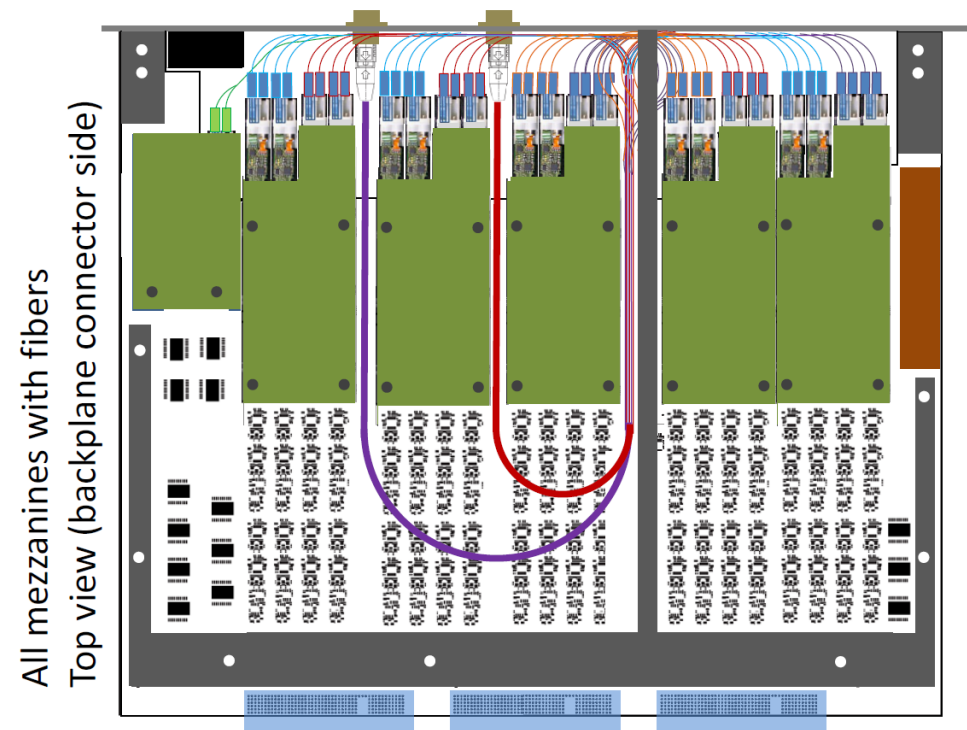 All mezzanines with fibers
Top view (backplane connector side)